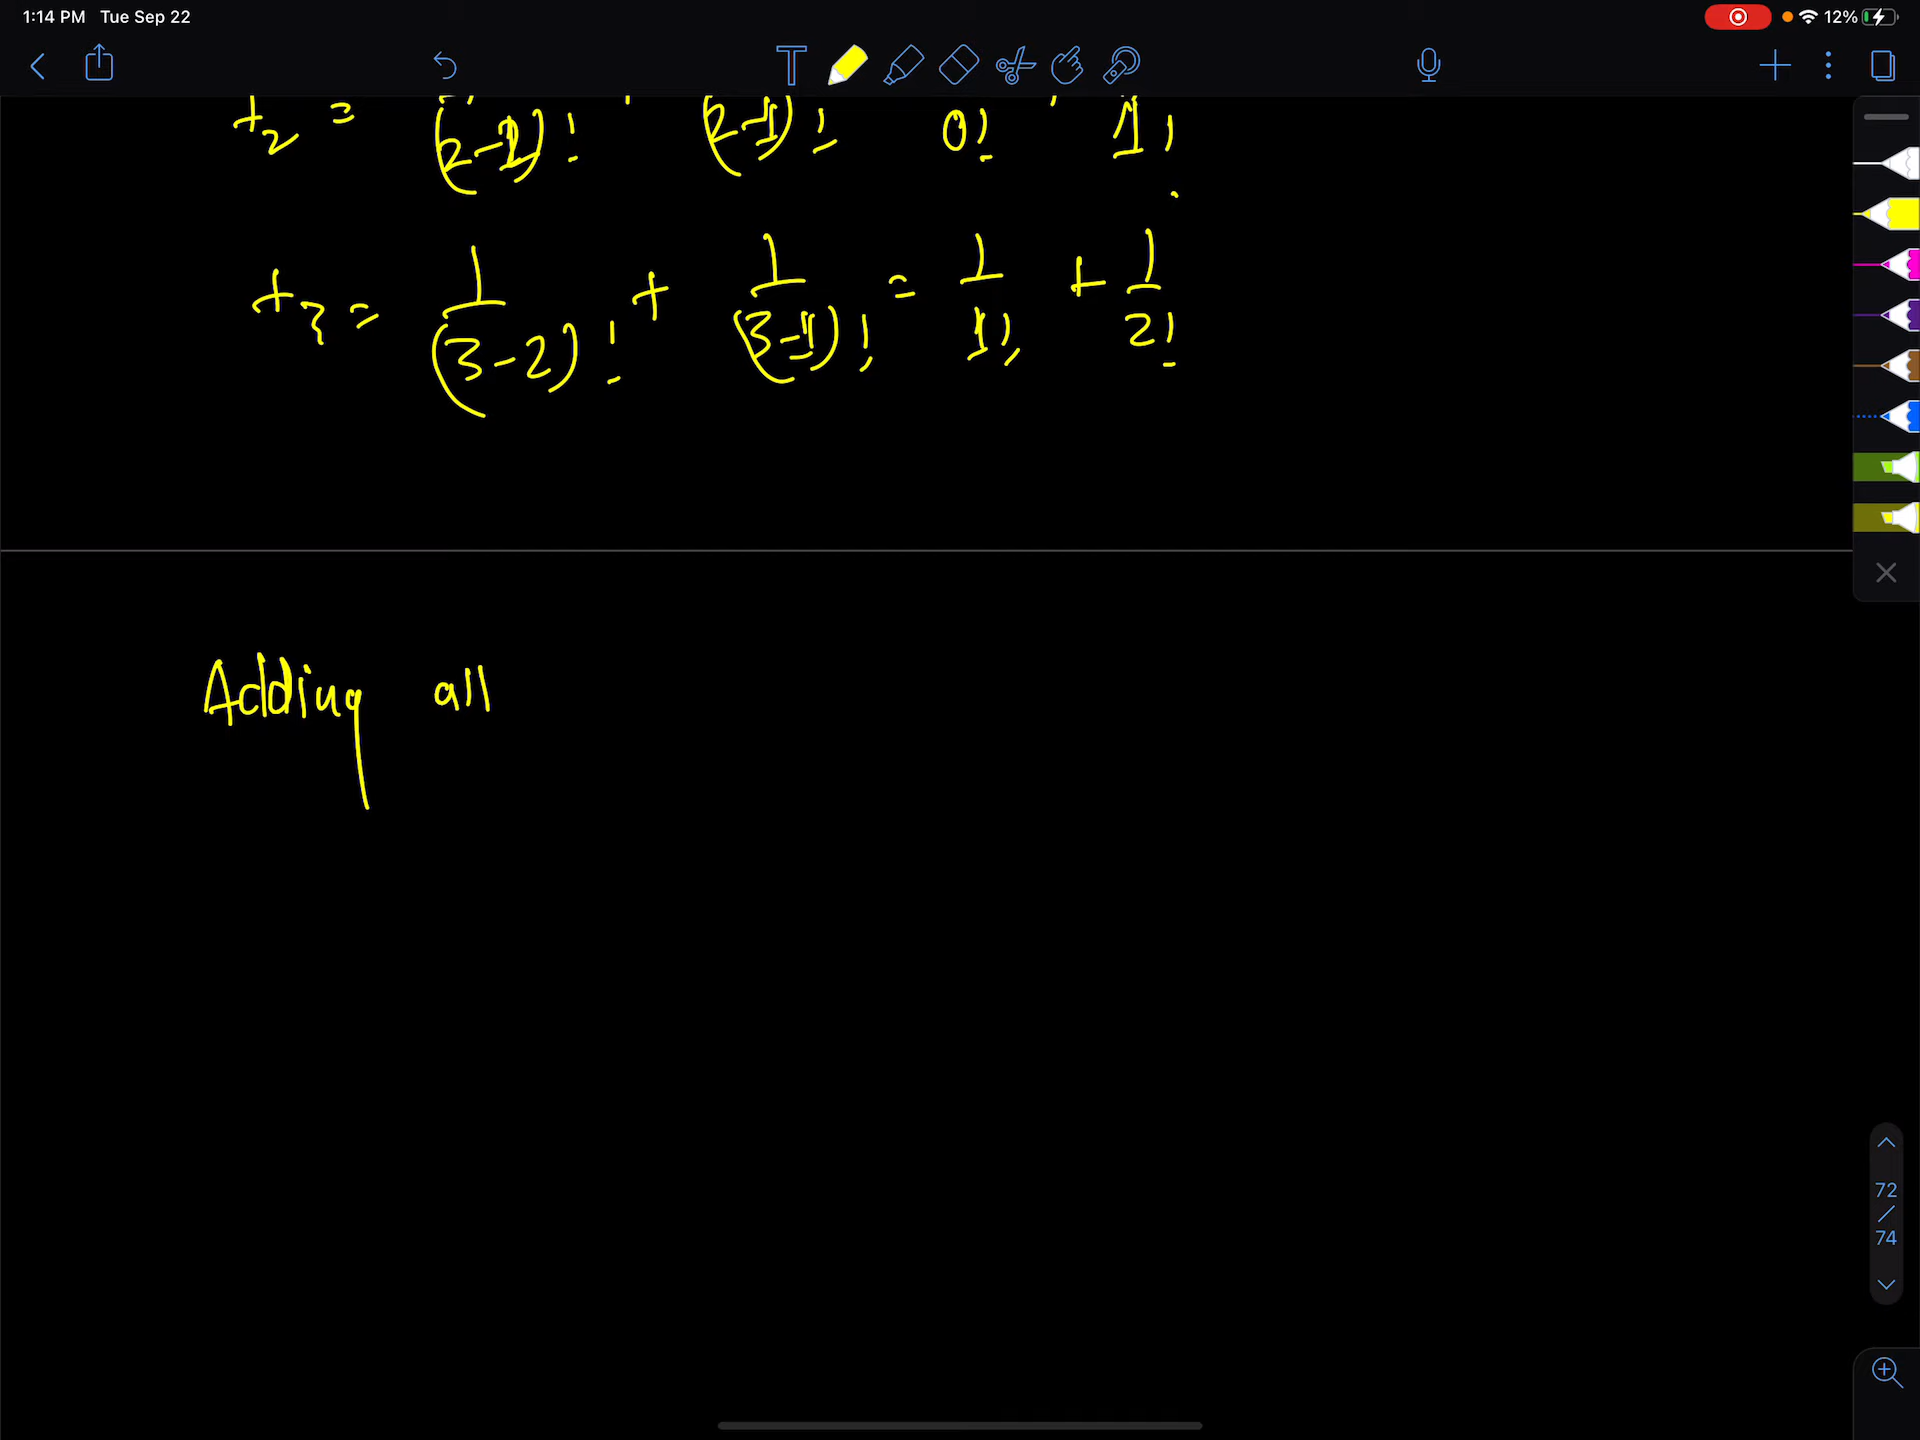 1:14 PM Tue Sep 22
12%
t₂ = (2-2)! (2-1)! 0! 1!
t₃ = 1/(3-2)! + 1/(3-1)! = 1/1! + 1/2!
Adding all
72
/
74